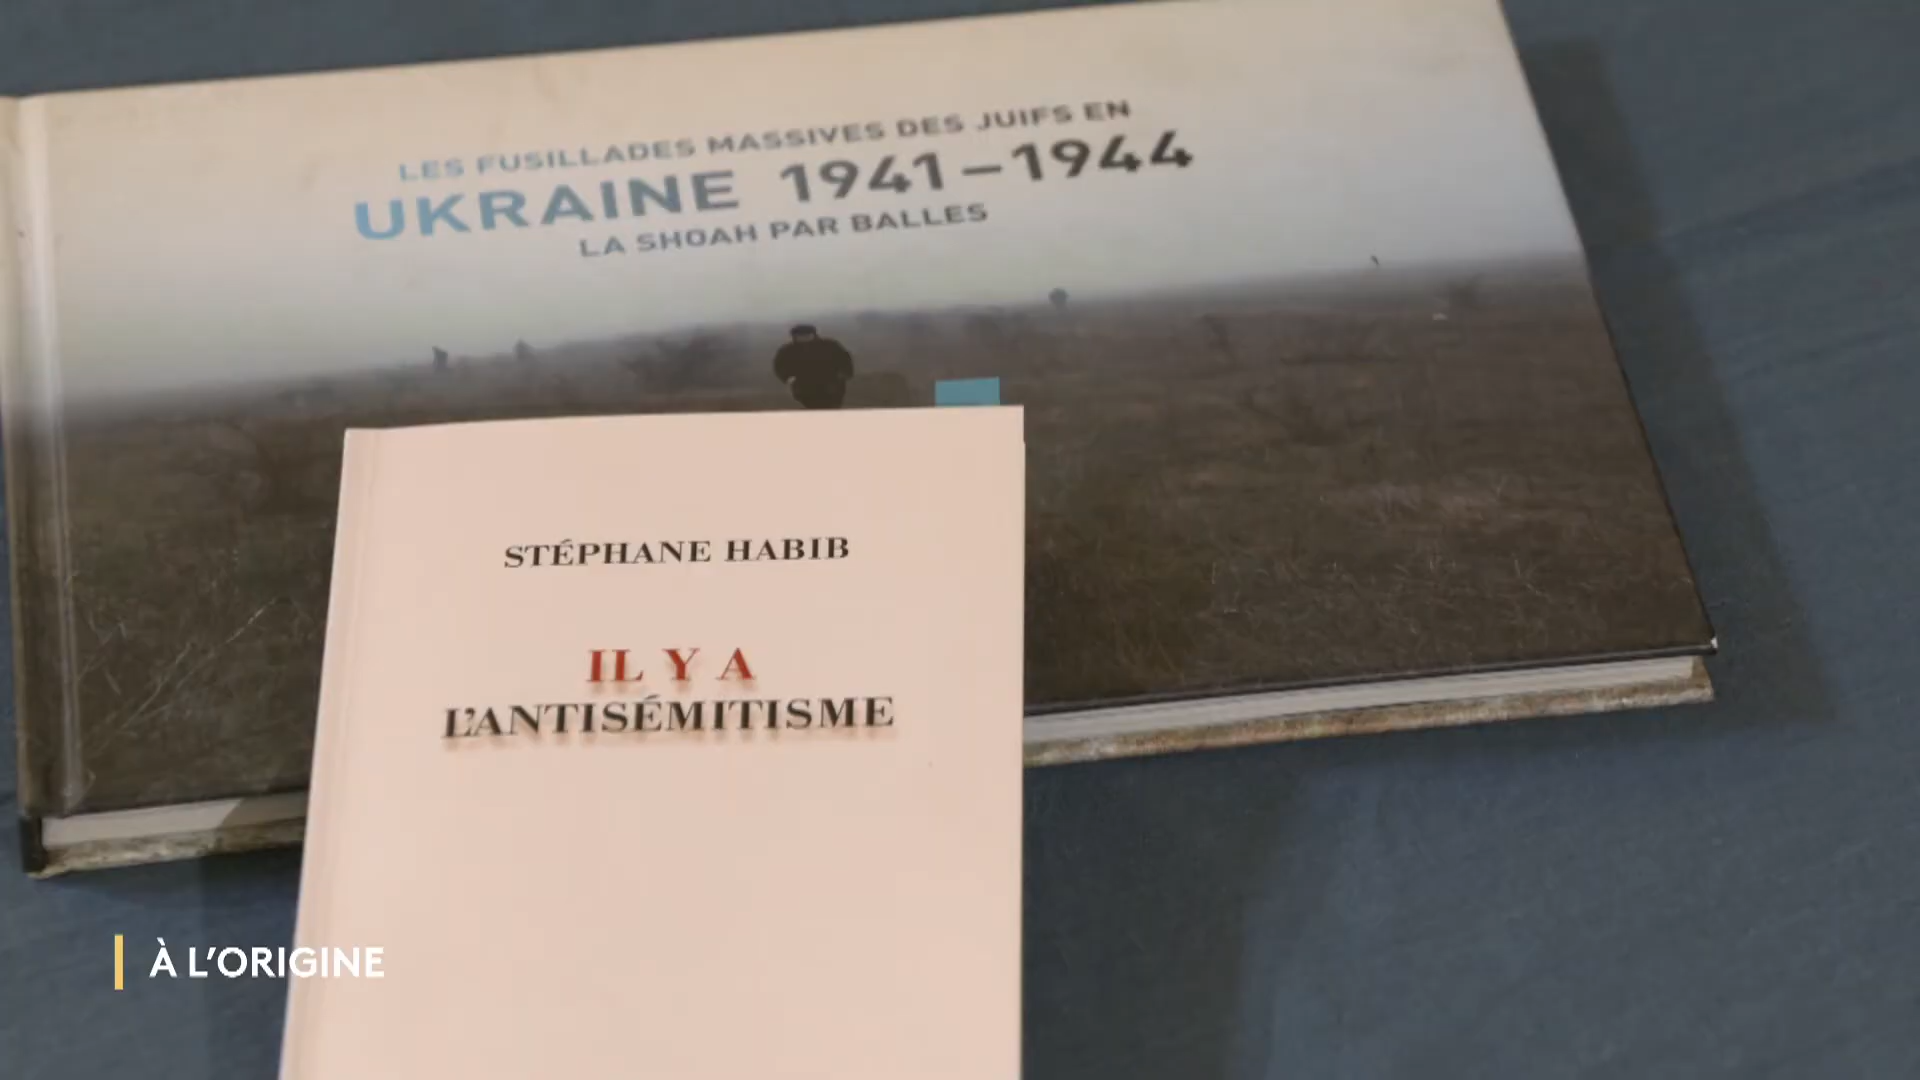 LES FUSILLADES MASSIVES DES JUIFS EN
UKRAINE 1941–1944
LA SHOAH PAR BALLES
STÉPHANE HABIB
IL Y A
L'ANTISÉMITISME
À L'ORIGINE